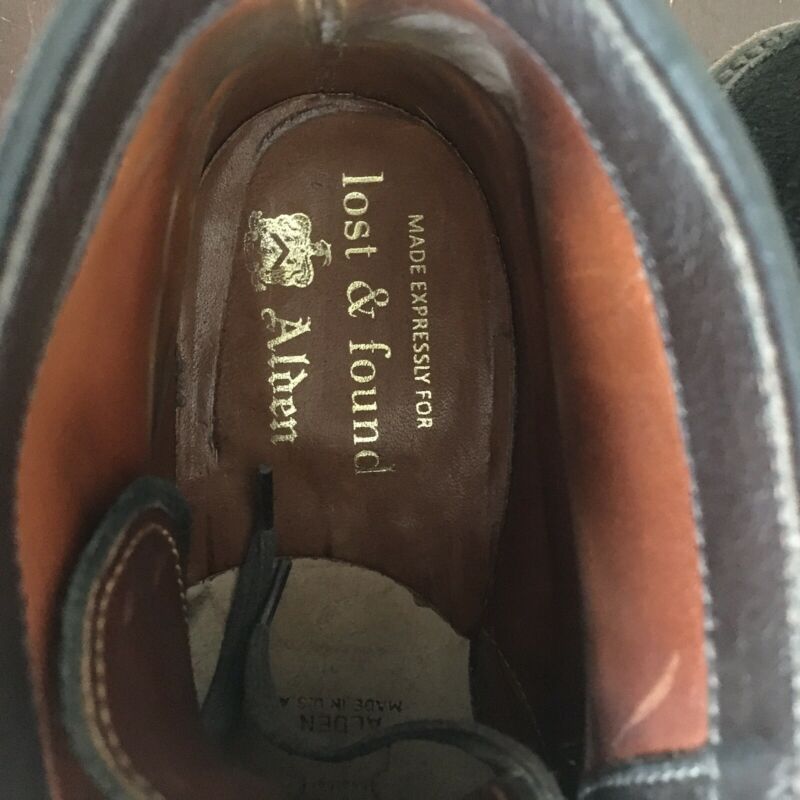 MADE EXPRESSLY FOR
lost & found
Alden
ALDEN
MADE IN U.S.A